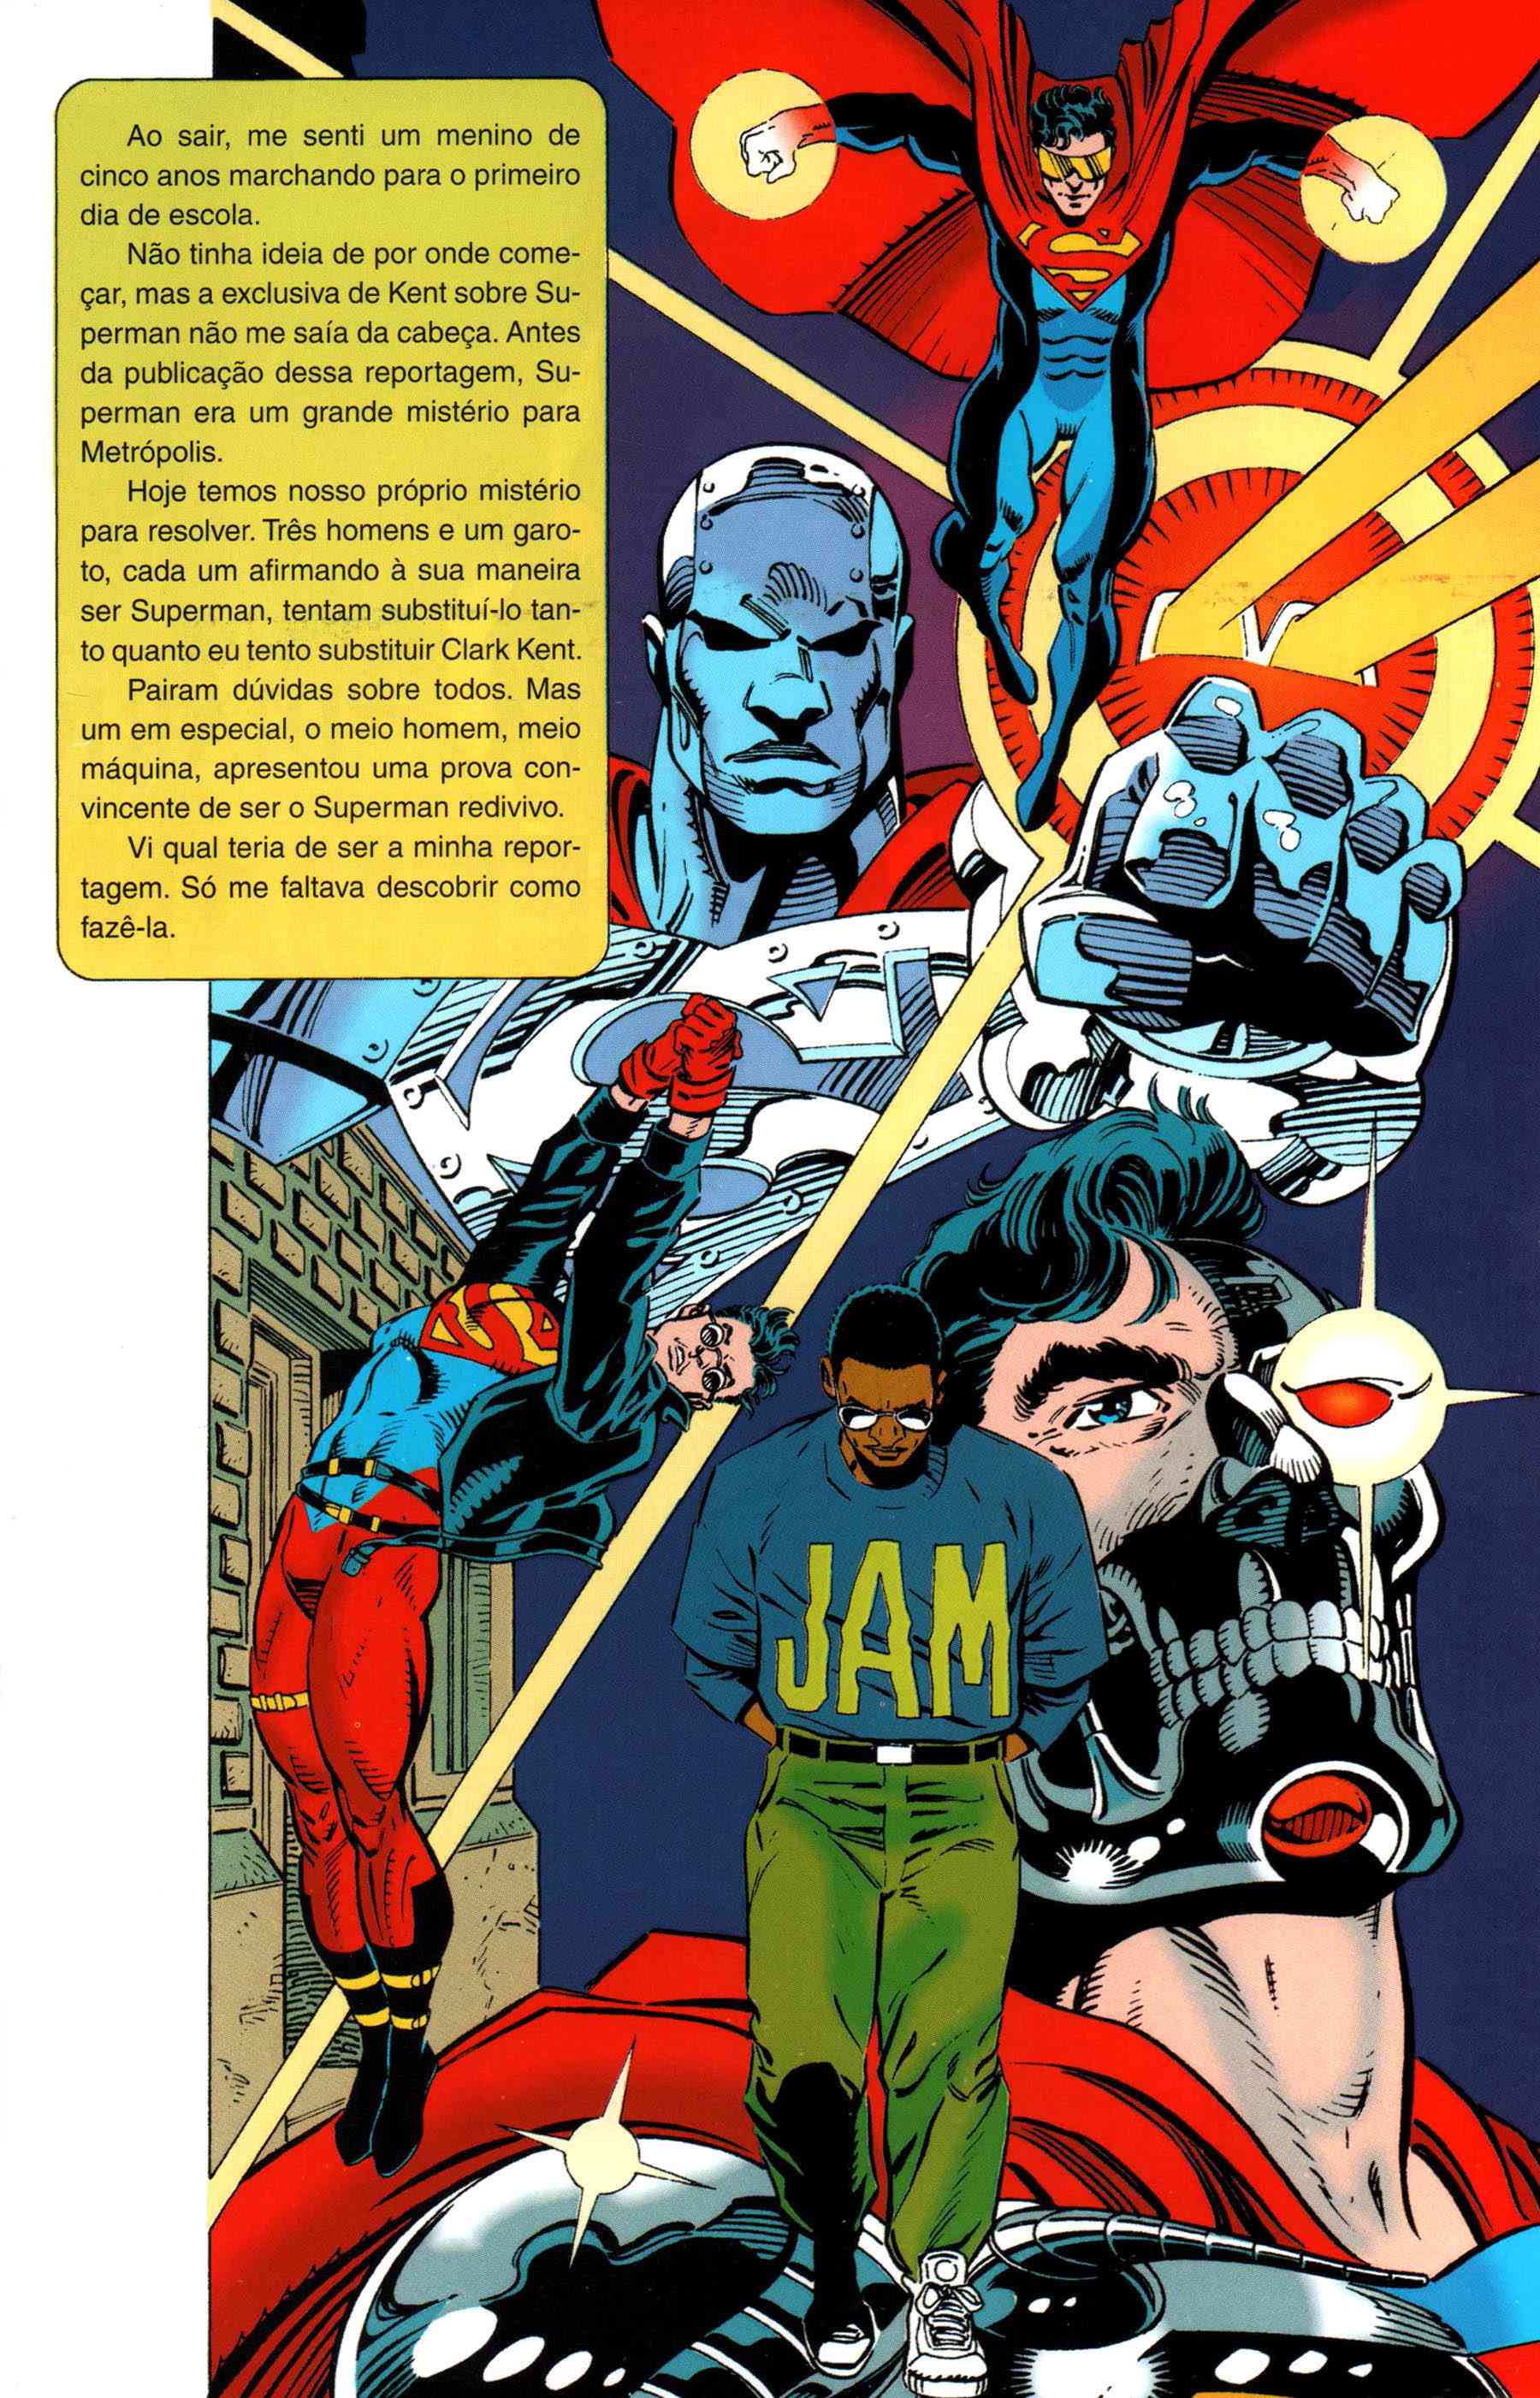 Ao sair, me senti um menino de
cinco anos marchando para o primeiro
dia de escola.
Não tinha ideia de por onde come-
çar, mas a exclusiva de Kent sobre Su-
perman não me saía da cabeça. Antes
da publicação dessa reportagem, Su-
perman era um grande mistério para
Metrópolis.
Hoje temos nosso próprio mistério
para resolver. Três homens e um garo-
to, cada um afirmando à sua maneira
ser Superman, tentam substituí-lo tan-
to quanto eu tento substituir Clark Kent.
Pairam dúvidas sobre todos. Mas
um em especial, o meio homem, meio
máquina, apresentou uma prova con-
vincente de ser o Superman redivivo.
Vi qual teria de ser a minha repor-
tagem. Só me faltava descobrir como
fazê-la.
S
S
JAM